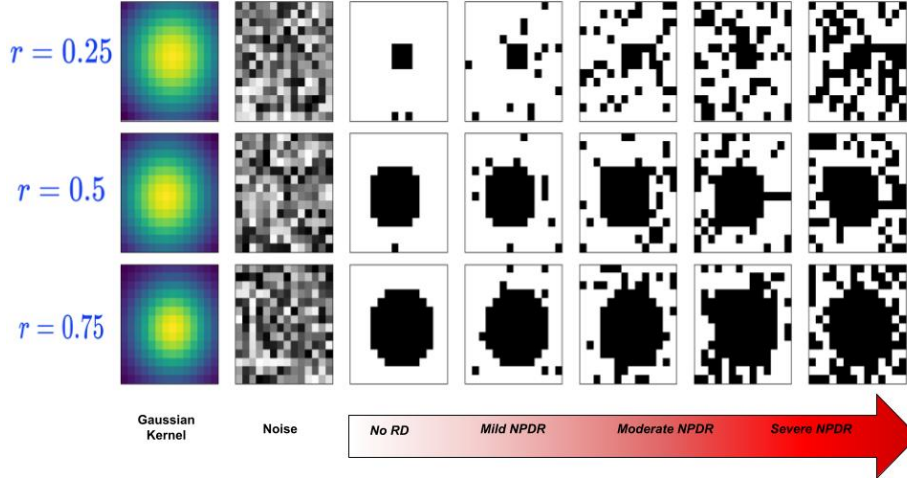 r = 0.25
r = 0.5
r = 0.75
Gaussian
Kernel
Noise
No RD
Mild NPDR
Moderate NPDR
Severe NPDR